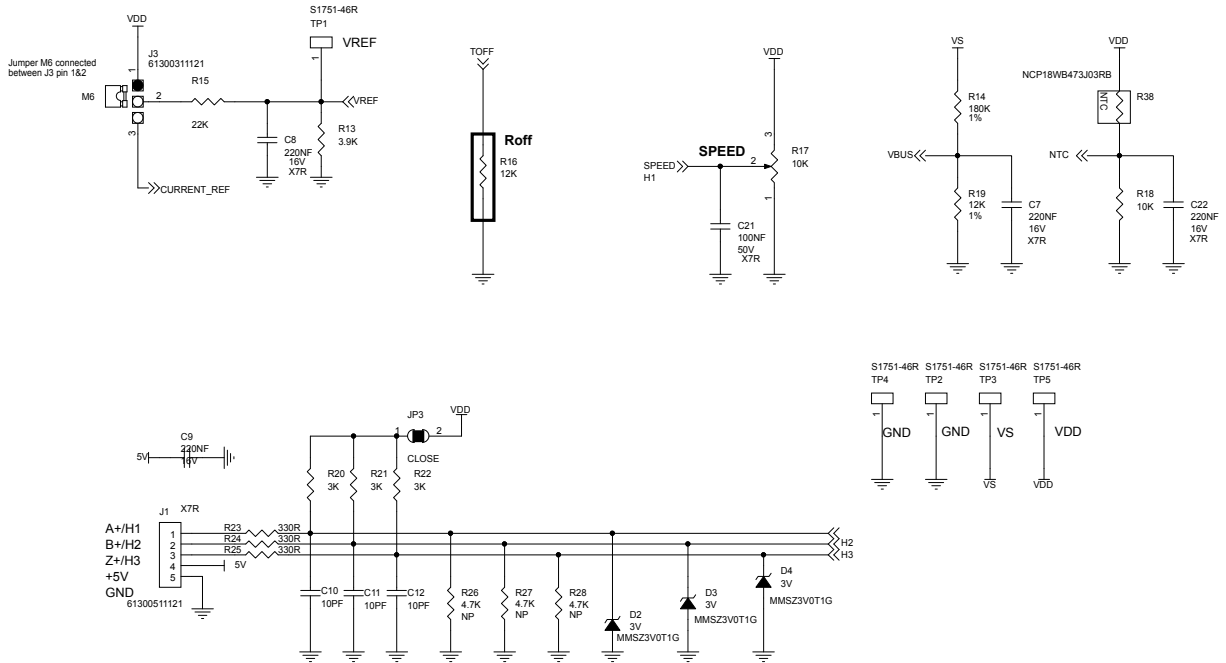 S1751-46R
TP1
VREF
VDD
J3
61300311121
Jumper M6 connected
between J3 pin 1&2
M6
1
2
3
R15
22K
1
VREF
C8
220NF
16V
X7R
R13
3.9K
CURRENT_REF
TOFF
Roff
R16
12K
VDD
SPEED
SPEED
H1
2
3
1
R17
10K
C21
100NF
50V
X7R
VS
R14
180K
1%
VBUS
R19
12K
1%
C7
220NF
16V
X7R
VDD
NCP18WB473J03RB
NTC
R38
NTC
R18
10K
C22
220NF
16V
X7R
S1751-46R
TP4
1
GND
S1751-46R
TP2
1
GND
S1751-46R
TP3
1
VS
VS
S1751-46R
TP5
1
VDD
VDD
JP3
1
2
VDD
CLOSE
5V
C9
220NF
16V
X7R
R20
3K
R21
3K
R22
3K
J1
A+/H1
B+/H2
Z+/H3
+5V
GND
1
2
3
4
5
61300511121
R23
330R
R24
330R
R25
330R
5V
H2
H3
C10
10PF
C11
10PF
C12
10PF
R26
4.7K
NP
R27
4.7K
NP
R28
4.7K
NP
D2
3V
MMSZ3V0T1G
D3
3V
MMSZ3V0T1G
D4
3V
MMSZ3V0T1G